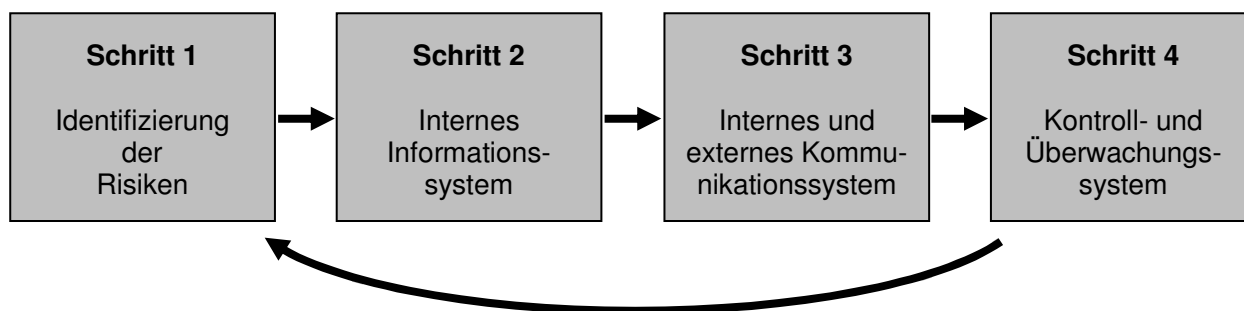 Schritt 1
Identifizierung
der
Risiken
Schritt 2
Internes
Informations-
system
Schritt 3
Internes und
externes Kommu-
nikationssystem
Schritt 4
Kontroll- und
Überwachungs-
system